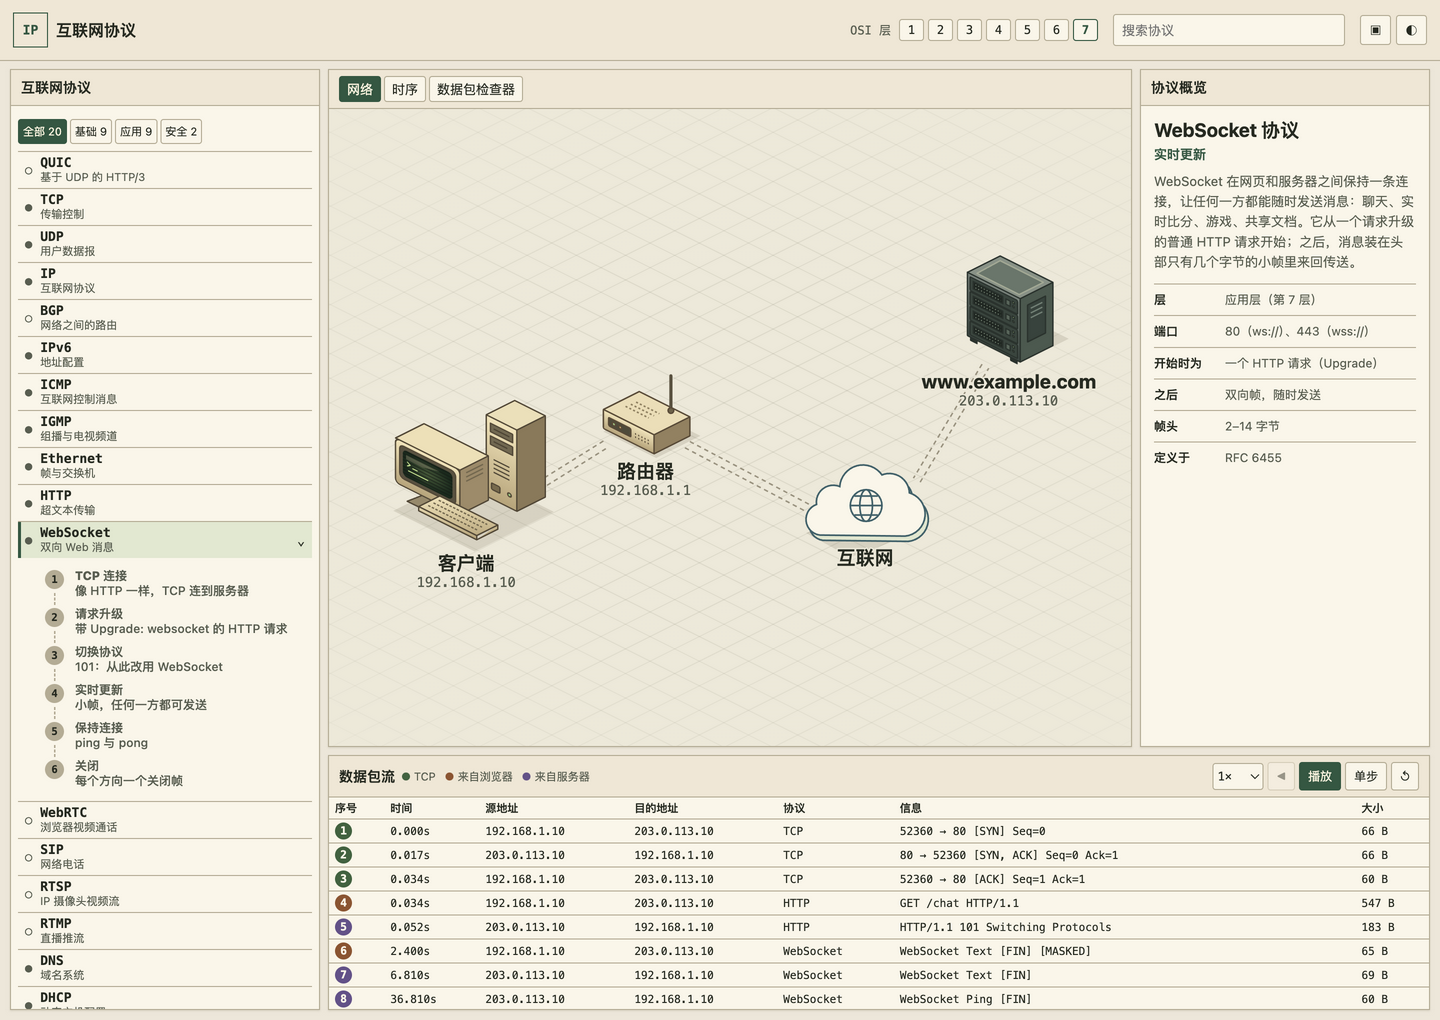 IP 互联网协议
OSI 层 1 2 3 4 5 6 7
搜索协议
互联网协议
全部 20 基础 9 应用 9 安全 2
QUIC
基于 UDP 的 HTTP/3
TCP
传输控制
UDP
用户数据报
IP
互联网协议
BGP
网络之间的路由
IPv6
地址配置
ICMP
互联网控制消息
IGMP
组播与电视频道
Ethernet
帧与交换机
HTTP
超文本传输
WebSocket
双向 Web 消息
1 TCP 连接
像 HTTP 一样，TCP 连到服务器
2 请求升级
带 Upgrade: websocket 的 HTTP 请求
3 切换协议
101：从此改用 WebSocket
4 实时更新
小帧，任何一方都可发送
5 保持连接
ping 与 pong
6 关闭
每个方向一个关闭帧
WebRTC
浏览器视频通话
SIP
网络电话
RTSP
IP 摄像头视频流
RTMP
直播推流
DNS
域名系统
DHCP
网络 时序 数据包检查器
www.example.com
203.0.113.10
路由器
192.168.1.1
互联网
客户端
192.168.1.10
协议概览
WebSocket 协议
实时更新
WebSocket 在网页和服务器之间保持一条连
接，让任何一方都能随时发送消息：聊天、实
时比分、游戏、共享文档。它从一个请求升级
的普通 HTTP 请求开始；之后，消息装在头
部只有几个字节的小帧里来回传送。
层 应用层（第 7 层）
端口 80（ws://）、443（wss://）
开始时为 一个 HTTP 请求（Upgrade）
之后 双向帧，随时发送
帧头 2–14 字节
定义于 RFC 6455
数据包流 TCP 来自浏览器 来自服务器
1× 播放 单步
序号 时间 源地址 目的地址 协议 信息 大小
1 0.000s 192.168.1.10 203.0.113.10 TCP 52360 → 80 [SYN] Seq=0 66 B
2 0.017s 203.0.113.10 192.168.1.10 TCP 80 → 52360 [SYN, ACK] Seq=0 Ack=1 66 B
3 0.034s 192.168.1.10 203.0.113.10 TCP 52360 → 80 [ACK] Seq=1 Ack=1 60 B
4 0.034s 192.168.1.10 203.0.113.10 HTTP GET /chat HTTP/1.1 547 B
5 0.052s 203.0.113.10 192.168.1.10 HTTP HTTP/1.1 101 Switching Protocols 183 B
6 2.400s 192.168.1.10 203.0.113.10 WebSocket WebSocket Text [FIN] [MASKED] 65 B
7 6.810s 203.0.113.10 192.168.1.10 WebSocket WebSocket Text [FIN] 69 B
8 36.810s 203.0.113.10 192.168.1.10 WebSocket WebSocket Ping [FIN] 60 B